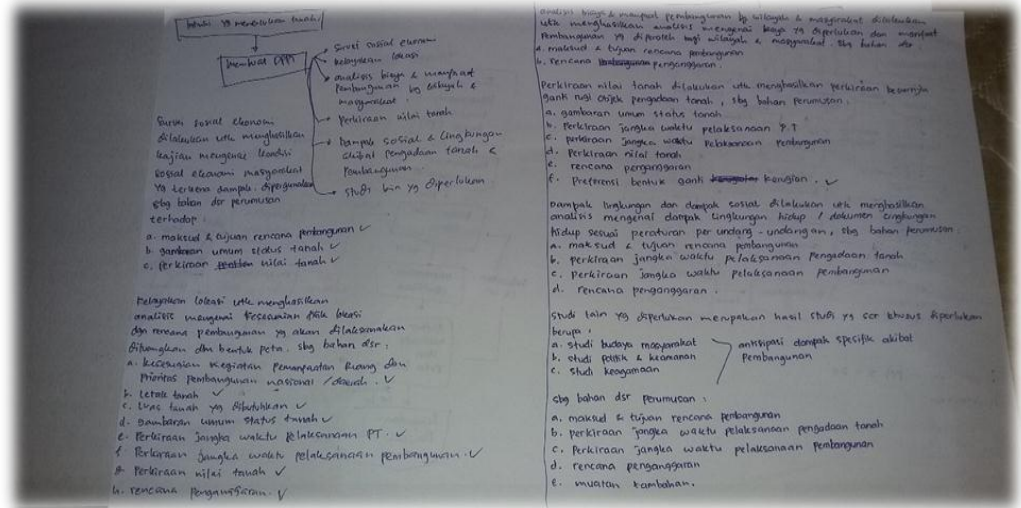 Instansi yg memerlukan tanah
membuat DPPT
→ Survei sosial ekonomi
→ kelayakan lokasi
→ analisis biaya & manfaat
pembangunan bg wilayah &
masyarakat.
→ Perkiraan nilai tanah
→ Dampak sosial & lingkungan
akibat pengadaan tanah &
Pembangunan.
→ studi lain yg diperlukan
Survei sosial ekonomi
dilakukan utk menghasilkan
kajian mengenai kondisi
sosial ekonomi masyarakat
yg terkena dampak. dipergunakan
sbg bahan dsr perumusan
terhadap.
a. maksud & tujuan rencana pembangunan ✓
b. gambaran umum status tanah ✓
c. perkiraan nilai tanah ✓
kelayakan lokasi utk menghasilkan
analisis mengenai kesesuaian fisik lokasi
dgn rencana pembangunan yg akan dilaksanakan
dituangkan dlm bentuk peta. sbg bahan dsr :
a. kesesuaian kegiatan pemanfaatan Ruang dan
Prioritas pembangunan nasional / daerah. ✓
b. Letak tanah ✓
c. Luas tanah yg dibutuhkan ✓
d. Gambaran umum status tanah ✓
e. Perkiraan jangka waktu pelaksanaan PT. ✓
f. Perkiraan jangka waktu pelaksanaan pembangunan. ✓
g. Perkiraan nilai tanah ✓
h. rencana Penganggaran. ✓
analisis biaya & manfaat pembangunan bg wilayah & masyarakat dilakukan
utk menghasilkan analisis mengenai biaya yg diperlukan dan manfaat
Pembangunan yg diperoleh bagi wilayah & masyarakat. sbg bahan dsr
a. maksud & tujuan rencana pembangunan
b. rencana penganggaran.
Perkiraan nilai tanah dilakukan utk menghasilkan perkiraan besarnya
ganti rugi objek pengadaan tanah, sbg bahan perumusan.
a. gambaran umum status tanah
b. Perkiraan jangka waktu pelaksanaan P.T
c. perkiraan jangka waktu pelaksanaan Pembangunan
d. Perkiraan nilai tanah
e. rencana penganggaran
f. Preferensi bentuk ganti kerugian. ✓
Dampak lingkungan dan dampak sosial dilakukan utk menghasilkan
analisis mengenai dampak lingkungan hidup / dokumen lingkungan
hidup sesuai peraturan per undang - undangan, sbg bahan perumusan
a. maksud & tujuan rencana pembangunan
b. perkiraan jangka waktu pelaksanaan Pengadaan tanah
c. perkiraan jangka waktu pelaksanaan pembangunan
d. rencana penganggaran.
studi lain yg diperlukan merupakan hasil studi yg scr khusus diperlukan
berupa :
a. studi budaya masyarakat
b. studi politik & keamanan
c. studi keagamaan
antisipasi dampak spesifik akibat
Pembangunan
sbg bahan dsr perumusan :
a. maksud & tujuan rencana pembangunan
b. perkiraan jangka waktu pelaksanaan pengadaan tanah
c. Perkiraan jangka waktu pelaksanaan pembangunan
d. rencana penganggaran
e. muatan tambahan.